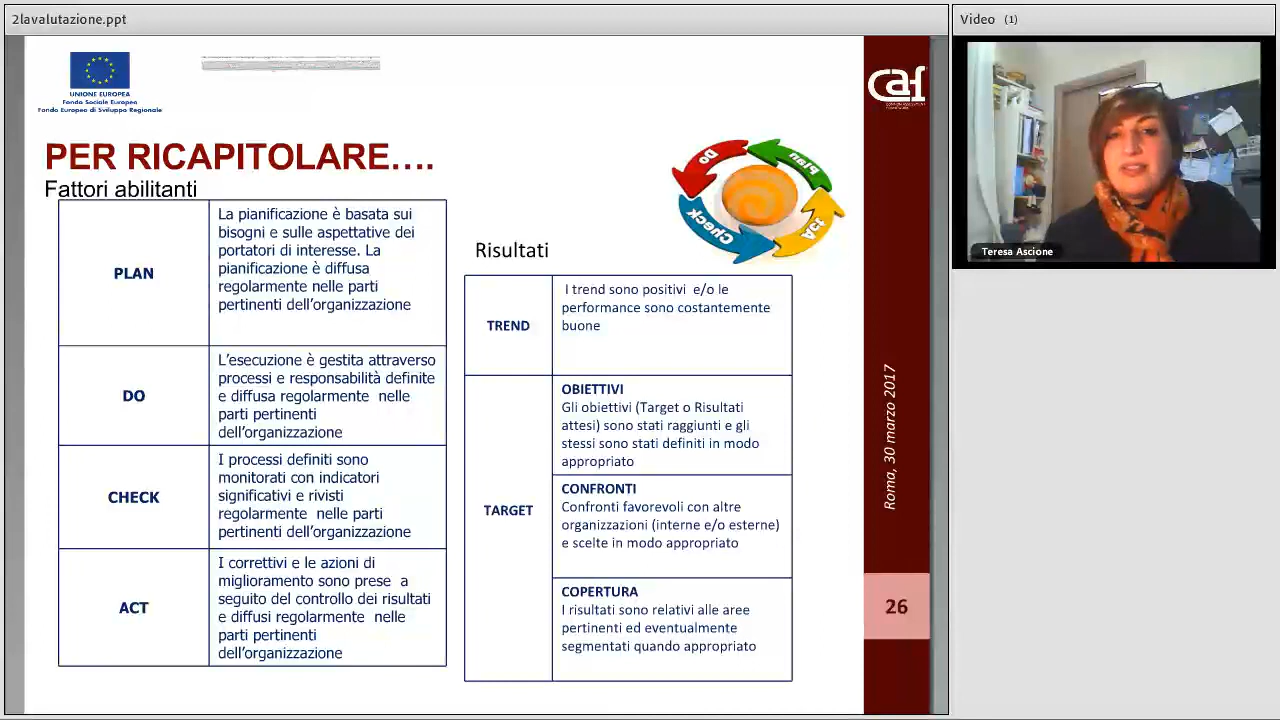 2lavalutazione.ppt
Video (1)
UNIONE EUROPEA
Fondo Sociale Europeo
Fondo Europeo di Sviluppo Regionale
caf
PER RICAPITOLARE….
Fattori abilitanti
PLAN
La pianificazione è basata sui
bisogni e sulle aspettative dei
portatori di interesse. La
pianificazione è diffusa
regolarmente nelle parti
pertinenti dell’organizzazione
DO
L’esecuzione è gestita attraverso
processi e responsabilità definite
e diffusa regolarmente nelle
parti pertinenti
dell’organizzazione
CHECK
I processi definiti sono
monitorati con indicatori
significativi e rivisti
regolarmente nelle parti
pertinenti dell’organizzazione
ACT
I correttivi e le azioni di
miglioramento sono prese a
seguito del controllo dei risultati
e diffusi regolarmente nelle
parti pertinenti
dell’organizzazione
Do
Plan
Check
Act
Risultati
TREND
I trend sono positivi e/o le
performance sono costantemente
buone
TARGET
OBIETTIVI
Gli obiettivi (Target o Risultati
attesi) sono stati raggiunti e gli
stessi sono stati definiti in modo
appropriato
CONFRONTI
Confronti favorevoli con altre
organizzazioni (interne e/o esterne)
e scelte in modo appropriato
COPERTURA
I risultati sono relativi alle aree
pertinenti ed eventualmente
segmentati quando appropriato
Roma, 30 marzo 2017
26
Teresa Ascione